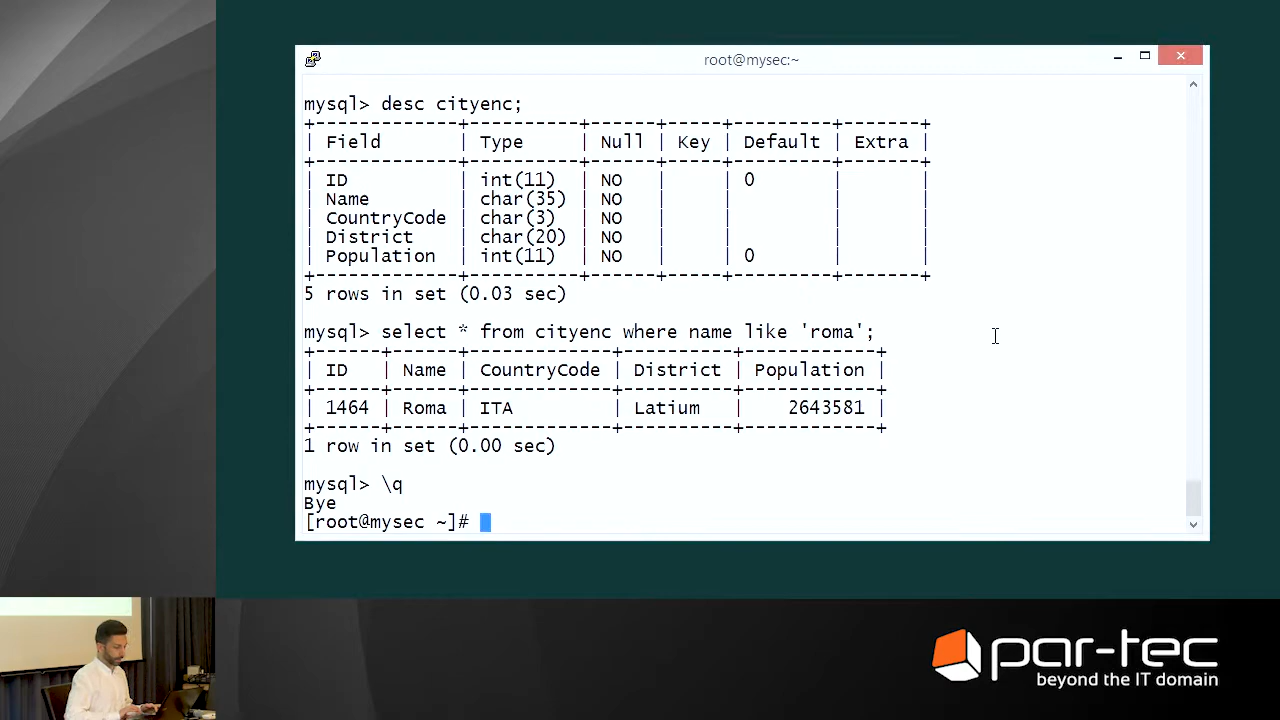 root@mysec:~
mysql> desc cityenc;
+------------+----------+------+-----+---------+-------+
| Field | Type | Null | Key | Default | Extra |
+------------+----------+------+-----+---------+-------+
| ID | int(11) | NO | | 0 | |
| Name | char(35) | NO | | | |
| CountryCode | char(3) | NO | | | |
| District | char(20) | NO | | | |
| Population | int(11) | NO | | 0 | |
+------------+----------+------+-----+---------+-------+
5 rows in set (0.03 sec)
mysql> select * from cityenc where name like 'roma';
+------+------+-------------+----------+------------+
| ID | Name | CountryCode | District | Population |
+------+------+-------------+----------+------------+
| 1464 | Roma | ITA | Latium | 2643581 |
+------+------+-------------+----------+------------+
1 row in set (0.00 sec)
mysql> \q
Bye
[root@mysec ~]#
par-tec
beyond the IT domain